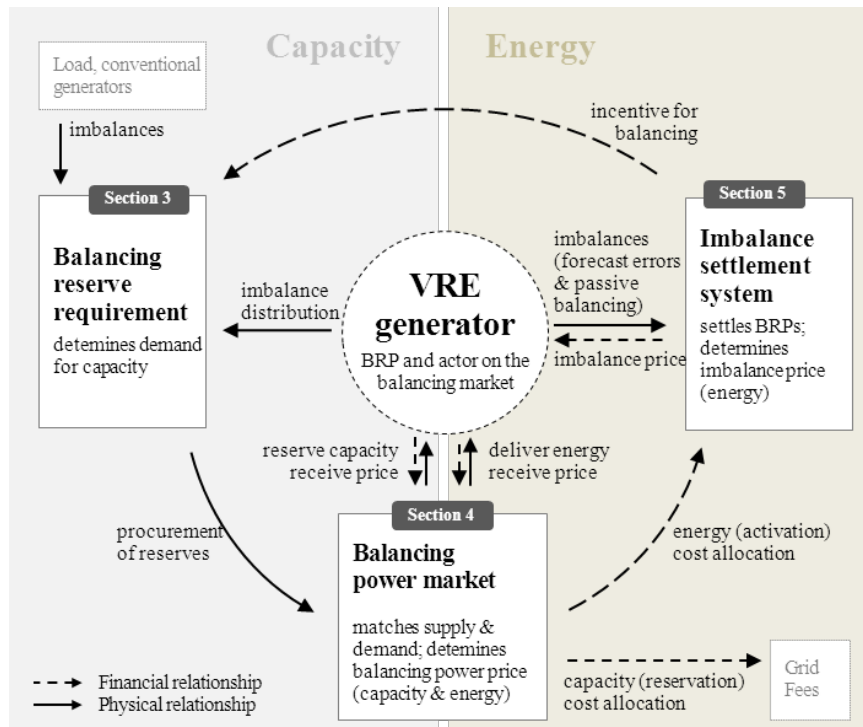 Capacity
Energy
Load, conventional
generators
imbalances
incentive for
balancing
Section 3
Balancing
reserve
requirement
detemines demand
for capacity
imbalance
distribution
VRE
generator
BRP and actor on the
balancing market
imbalances
(forecast errors
& passive
balancing)
imbalance price
Section 5
Imbalance
settlement
system
settles BRPs;
determines
imbalance price
(energy)
reserve capacity
receive price
deliver energy
receive price
procurement
of reserves
Section 4
Balancing
power market
matches supply &
demand; detemines
balancing power price
(capacity & energy)
energy (activation)
cost allocation
capacity (reservation)
cost allocation
Grid
Fees
Financial relationship
Physical relationship